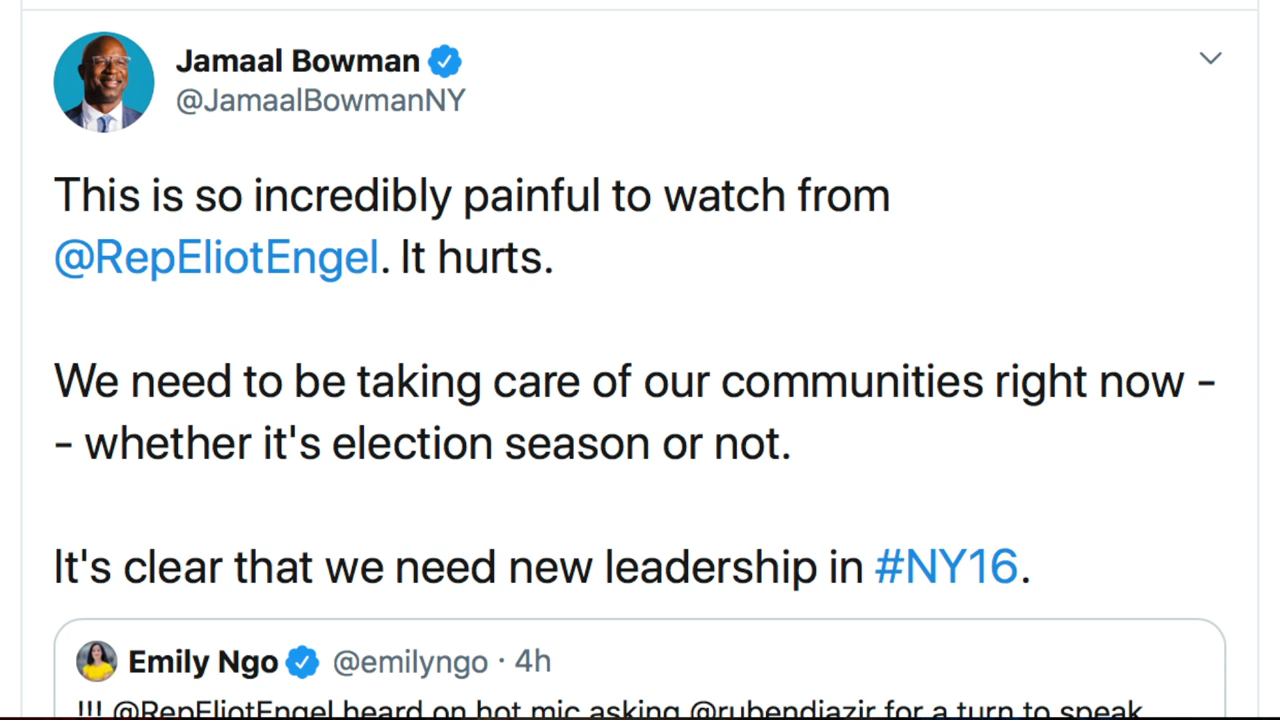 Jamaal Bowman
@JamaalBowmanNY
This is so incredibly painful to watch from
@RepEliotEngel. It hurts.
We need to be taking care of our communities right now -
- whether it's election season or not.
It's clear that we need new leadership in #NY16.
Emily Ngo @emilyngo · 4h
!!! @RepEliotEngel heard on hot mic asking @rubendiazjr for a turn to speak